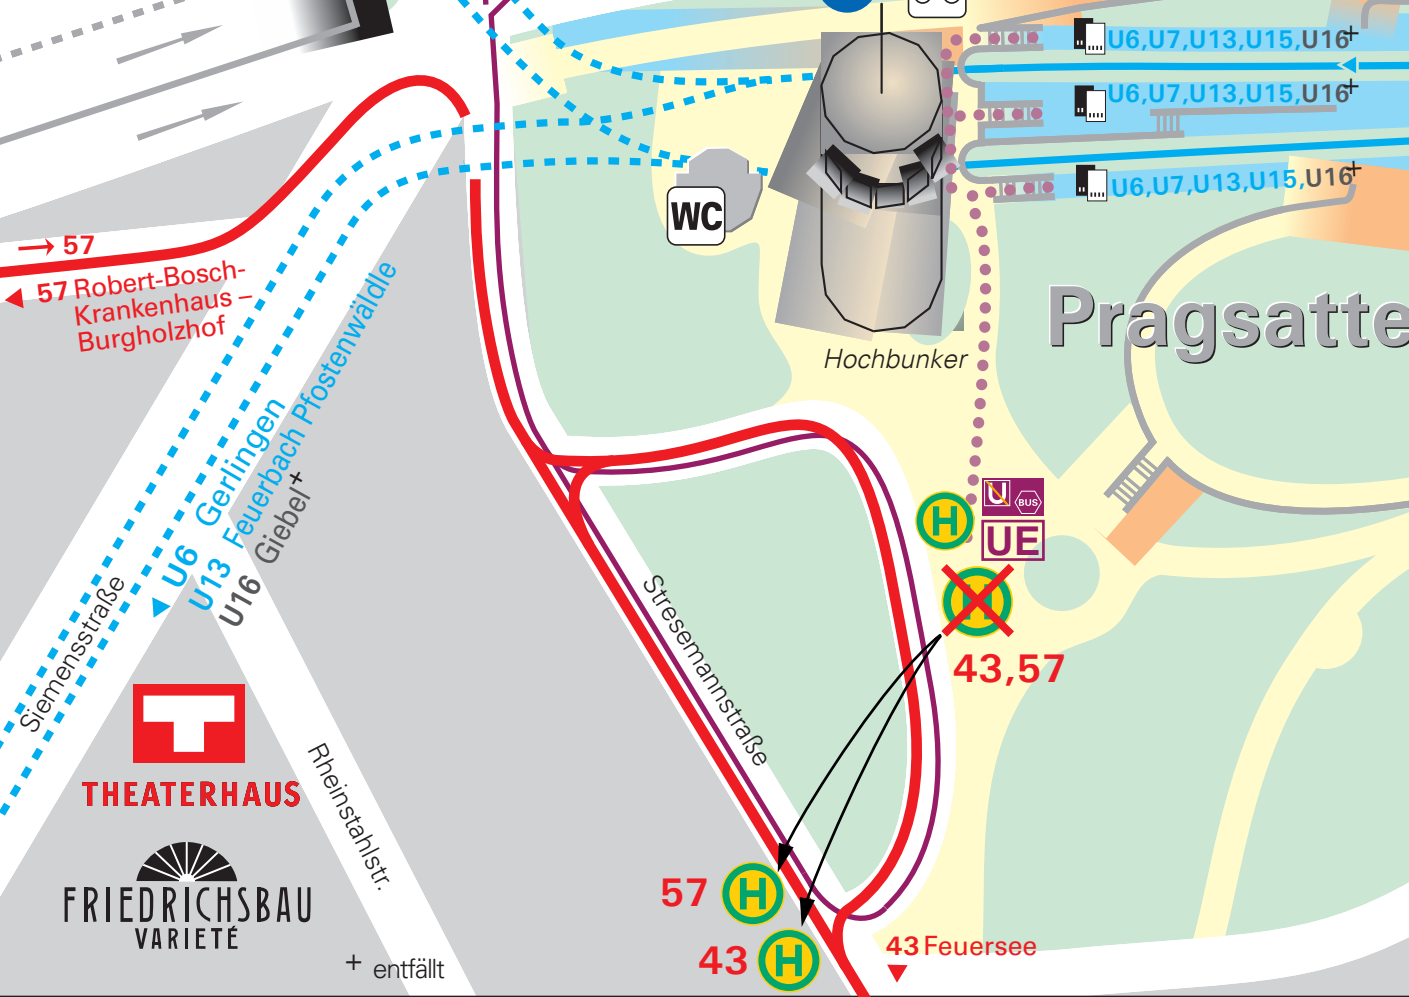 U6,U7,U13,U15,U16+
U6,U7,U13,U15,U16+
U6,U7,U13,U15,U16+
WC
→ 57
57 Robert-Bosch-
Krankenhaus –
Burgholzhof
Hochbunker
Pragsatte
U6 Gerlingen
U13 Feuerbach Pfostenwäldle
U16 Giebel+
H
U
BUS
UE
H
43,57
Siemensstraße
Stresemannstraße
Rheinstahlstr.
T
THEATERHAUS
FRIEDRICHSBAU
VARIETÉ
57 H
43 H
43 Feuersee
+ entfällt